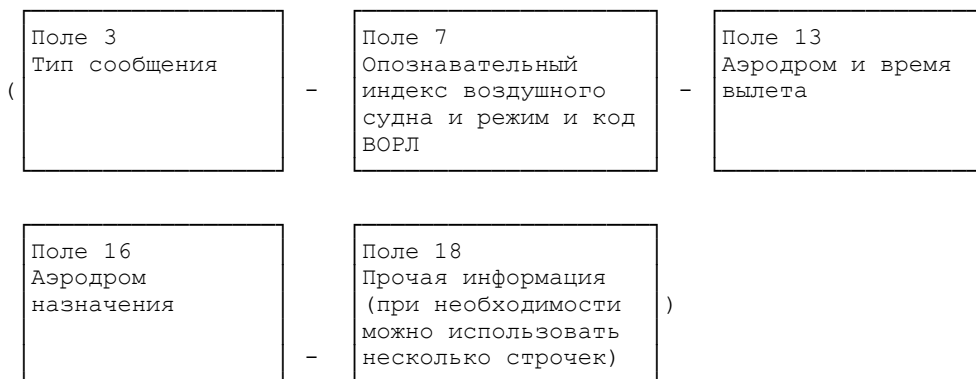 Поле 3 Поле 7 Поле 13
Тип сообщения Опознавательный Аэродром и время
( - индекс воздушного - вылета
судна и режим и код
ВОРЛ
Поле 16 Поле 18
Аэродром Прочая информация
назначения (при необходимости )
можно использовать
- несколько строчек)